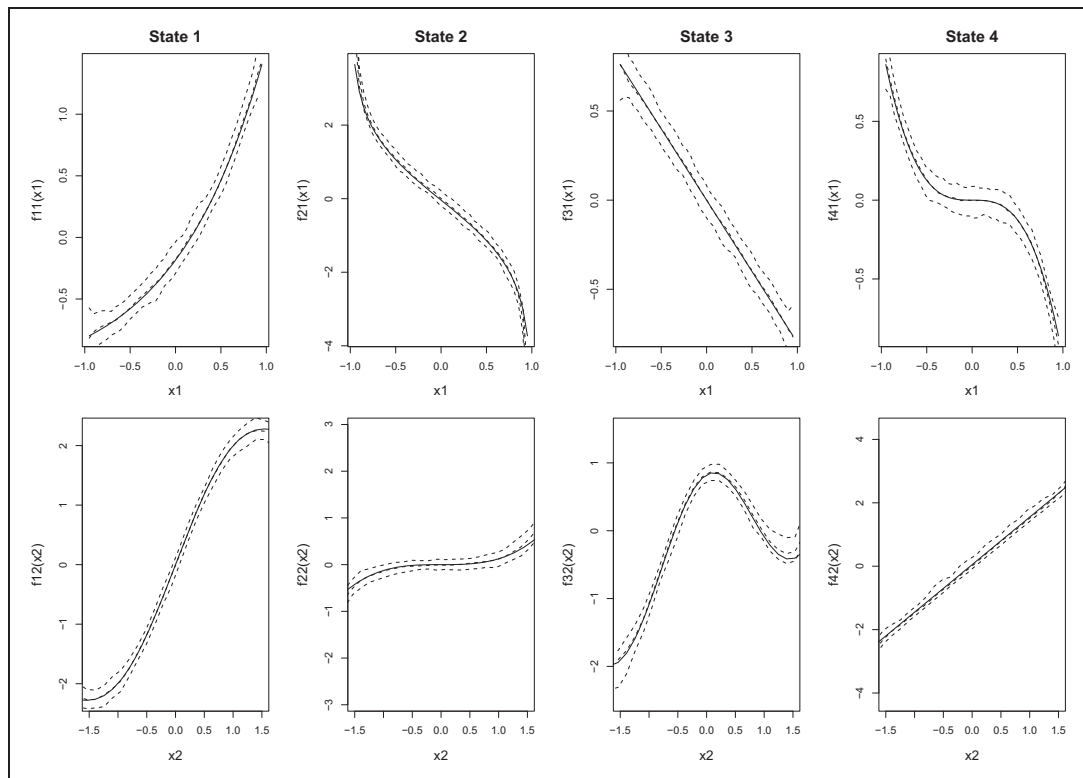 State 1
State 2
State 3
State 4
f11(x1)
−0.5 0.0 0.5 1.0
−1.0 −0.5 0.0 0.5 1.0
x1
f21(x1)
−4 −2 0 2
−1.0 −0.5 0.0 0.5 1.0
x1
f31(x1)
−0.5 0.0 0.5
−1.0 −0.5 0.0 0.5 1.0
x1
f41(x1)
−0.5 0.0 0.5
−1.0 −0.5 0.0 0.5 1.0
x1
f12(x2)
−2 −1 0 1 2
−1.5 −0.5 0.0 0.5 1.0 1.5
x2
f22(x2)
−3 −2 −1 0 1 2 3
−1.5 −0.5 0.0 0.5 1.0 1.5
x2
f32(x2)
−2 −1 0 1
−1.5 −0.5 0.0 0.5 1.0 1.5
x2
f42(x2)
−4 −2 0 2 4
−1.5 −0.5 0.0 0.5 1.0 1.5
x2